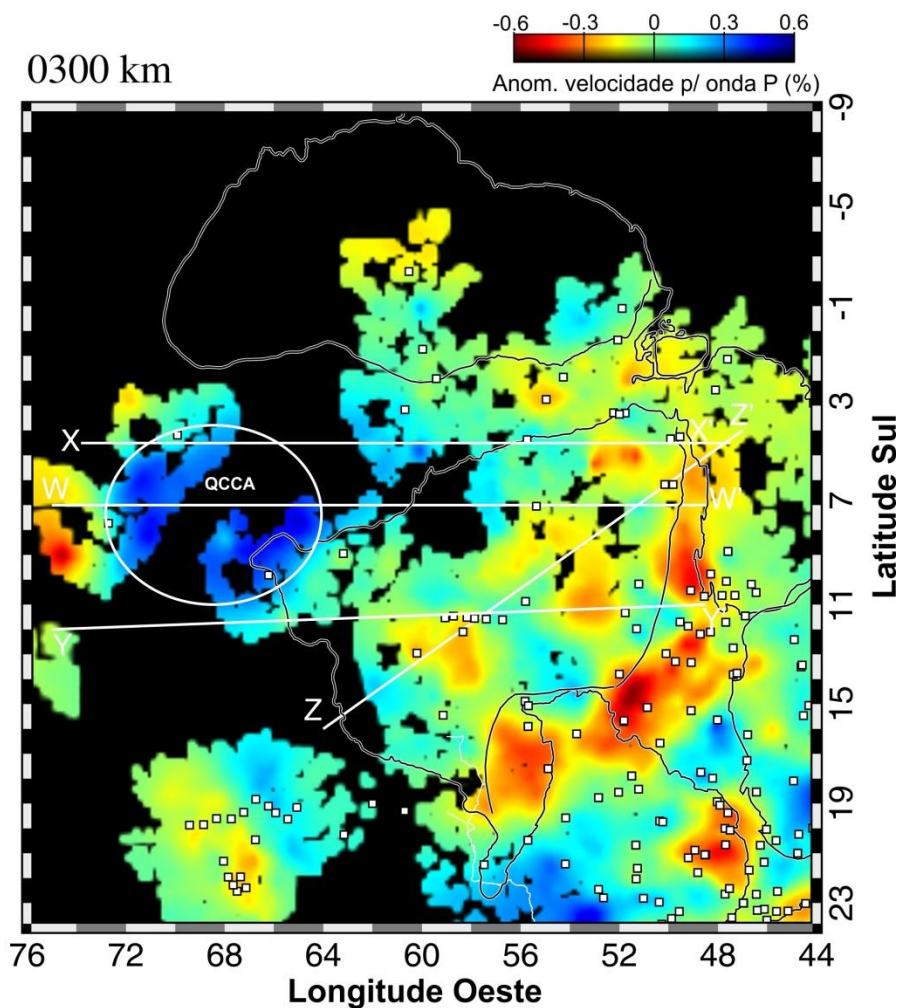 -0.6 -0.3 0 0.3 0.6
0300 km
Anom. velocidade p/ onda P (%)
-9
-5
-1
3
7
11
15
19
23
Latitude Sul
X X'
W W'
Y Y'
Z Z'
QCCA
76 72 68 64 60 56 52 48 44
Longitude Oeste